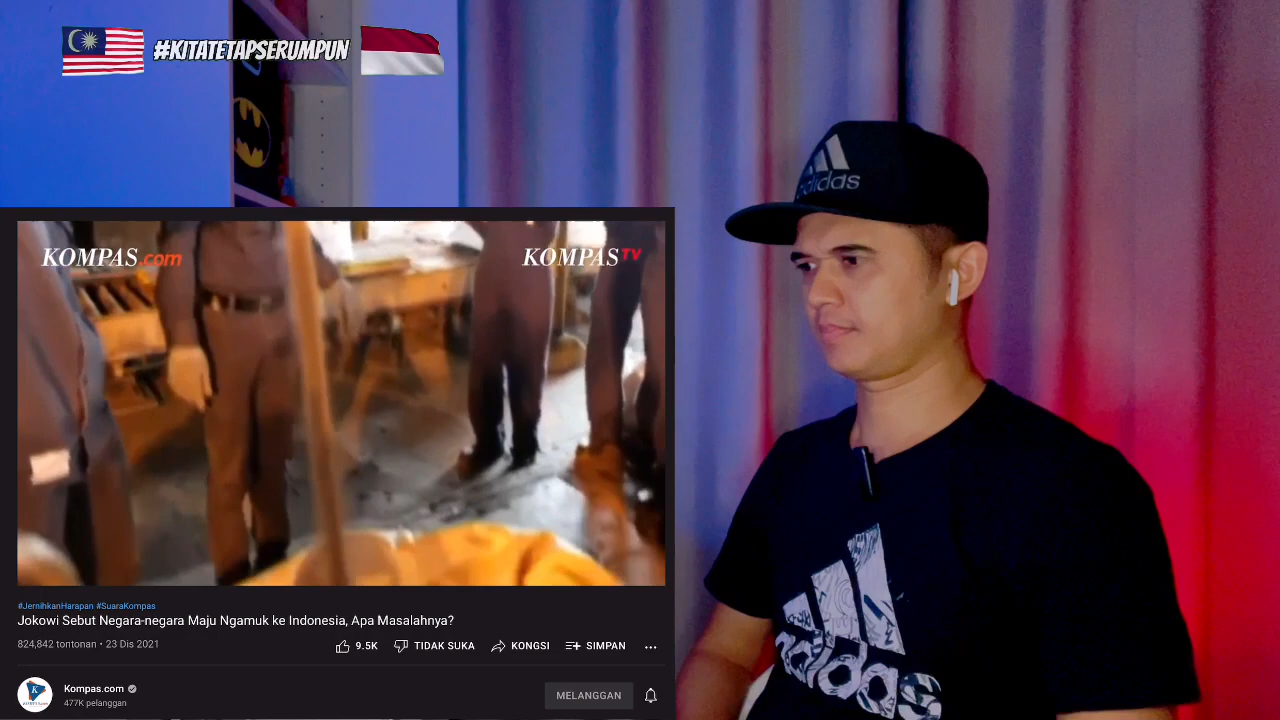 #KITATETAPSERUMPUN
adidas
KOMPAS.com
KOMPAS TV
#JernihkanHarapan #SuaraKompas
Jokowi Sebut Negara-negara Maju Ngamuk ke Indonesia, Apa Masalahnya?
824,842 tontonan • 23 Dis 2021
9.5K
TIDAK SUKA
KONGSI
SIMPAN
Kompas.com
477K pelanggan
MELANGGAN
adidas